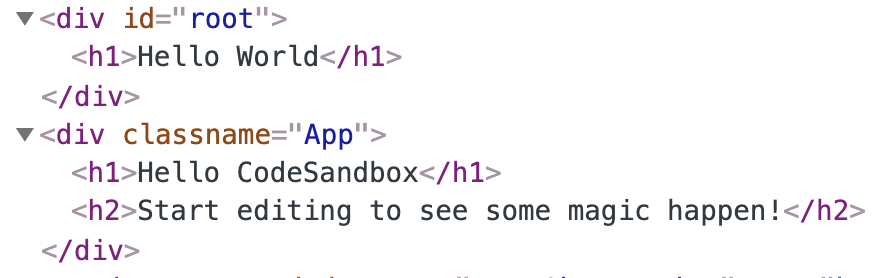 ▼<div id="root">
<h1>Hello World</h1>
</div>
▼<div classname="App">
<h1>Hello CodeSandbox</h1>
<h2>Start editing to see some magic happen!</h2>
</div>